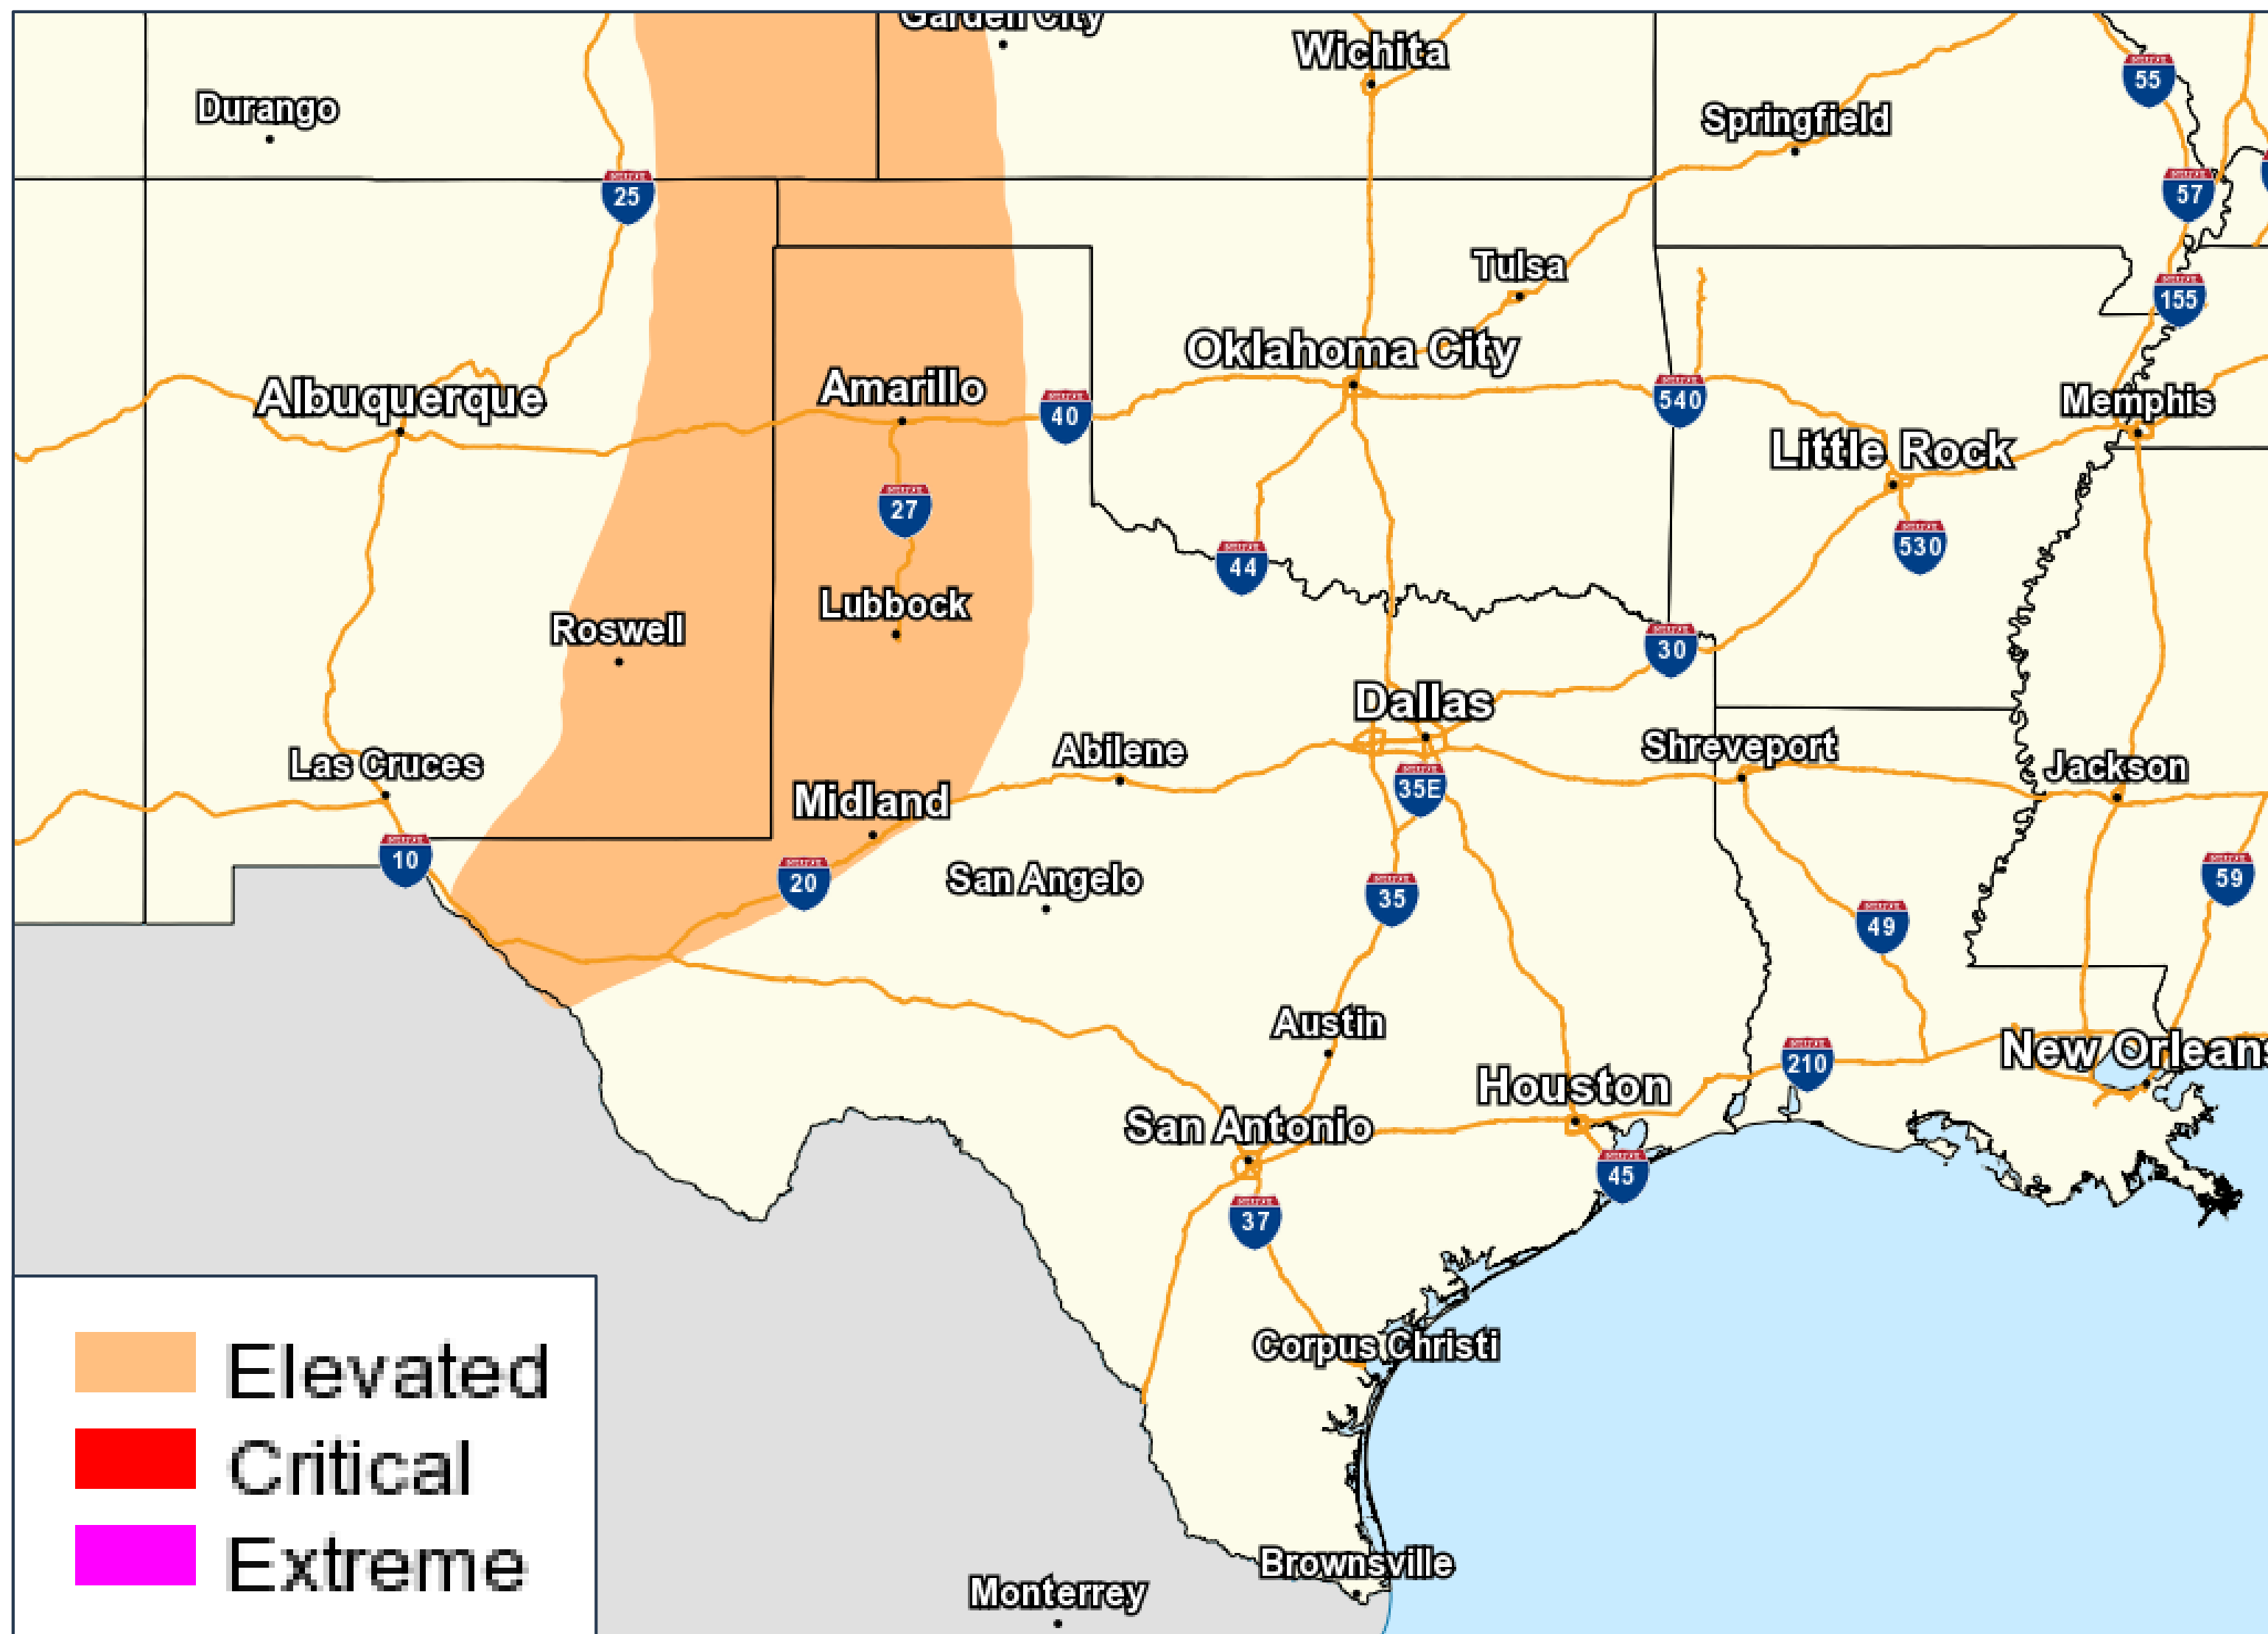 Garden City
Wichita
55
Durango
Springfield
25
57
Tulsa
155
Oklahoma City
Albuquerque
Amarillo
40
540
Memphis
Little Rock
27
530
44
Lubbock
Roswell
30
Dallas
Las Cruces
Abilene
Shreveport
Jackson
Midland
35E
10
20
San Angelo
35
59
49
Austin
New Orleans
210
Houston
San Antonio
45
37
Corpus Christi
Elevated
Critical
Extreme
Brownsville
Monterrey